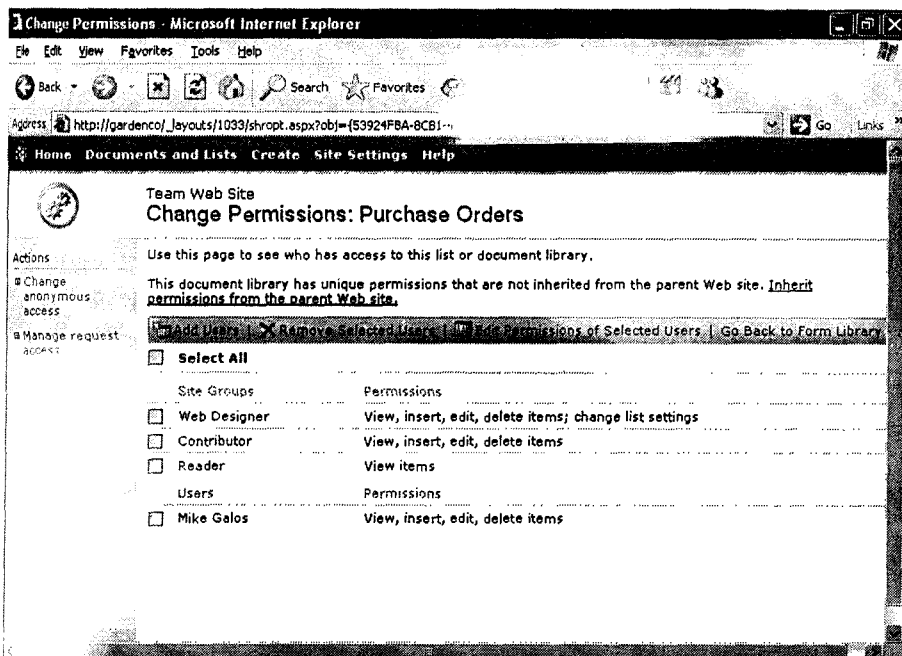 Change Permissions - Microsoft Internet Explorer
File Edit View Favorites Tools Help
Back Search Favorites
Address http://gardenco/_layouts/1033/shropt.aspx?obj={53924FBA-8CB1-- Go Links »
Home Documents and Lists Create Site Settings Help
Team Web Site
Change Permissions: Purchase Orders
Actions
Change anonymous access
Manage request access
Use this page to see who has access to this list or document library.
This document library has unique permissions that are not inherited from the parent Web site. Inherit
permissions from the parent Web site.
Add Users | Remove Selected Users | Edit Permissions of Selected Users | Go Back to Form Library
Select All
Site Groups Permissions
Web Designer View, insert, edit, delete items; change list settings
Contributor View, insert, edit, delete items
Reader View items
Users Permissions
Mike Galos View, insert, edit, delete items